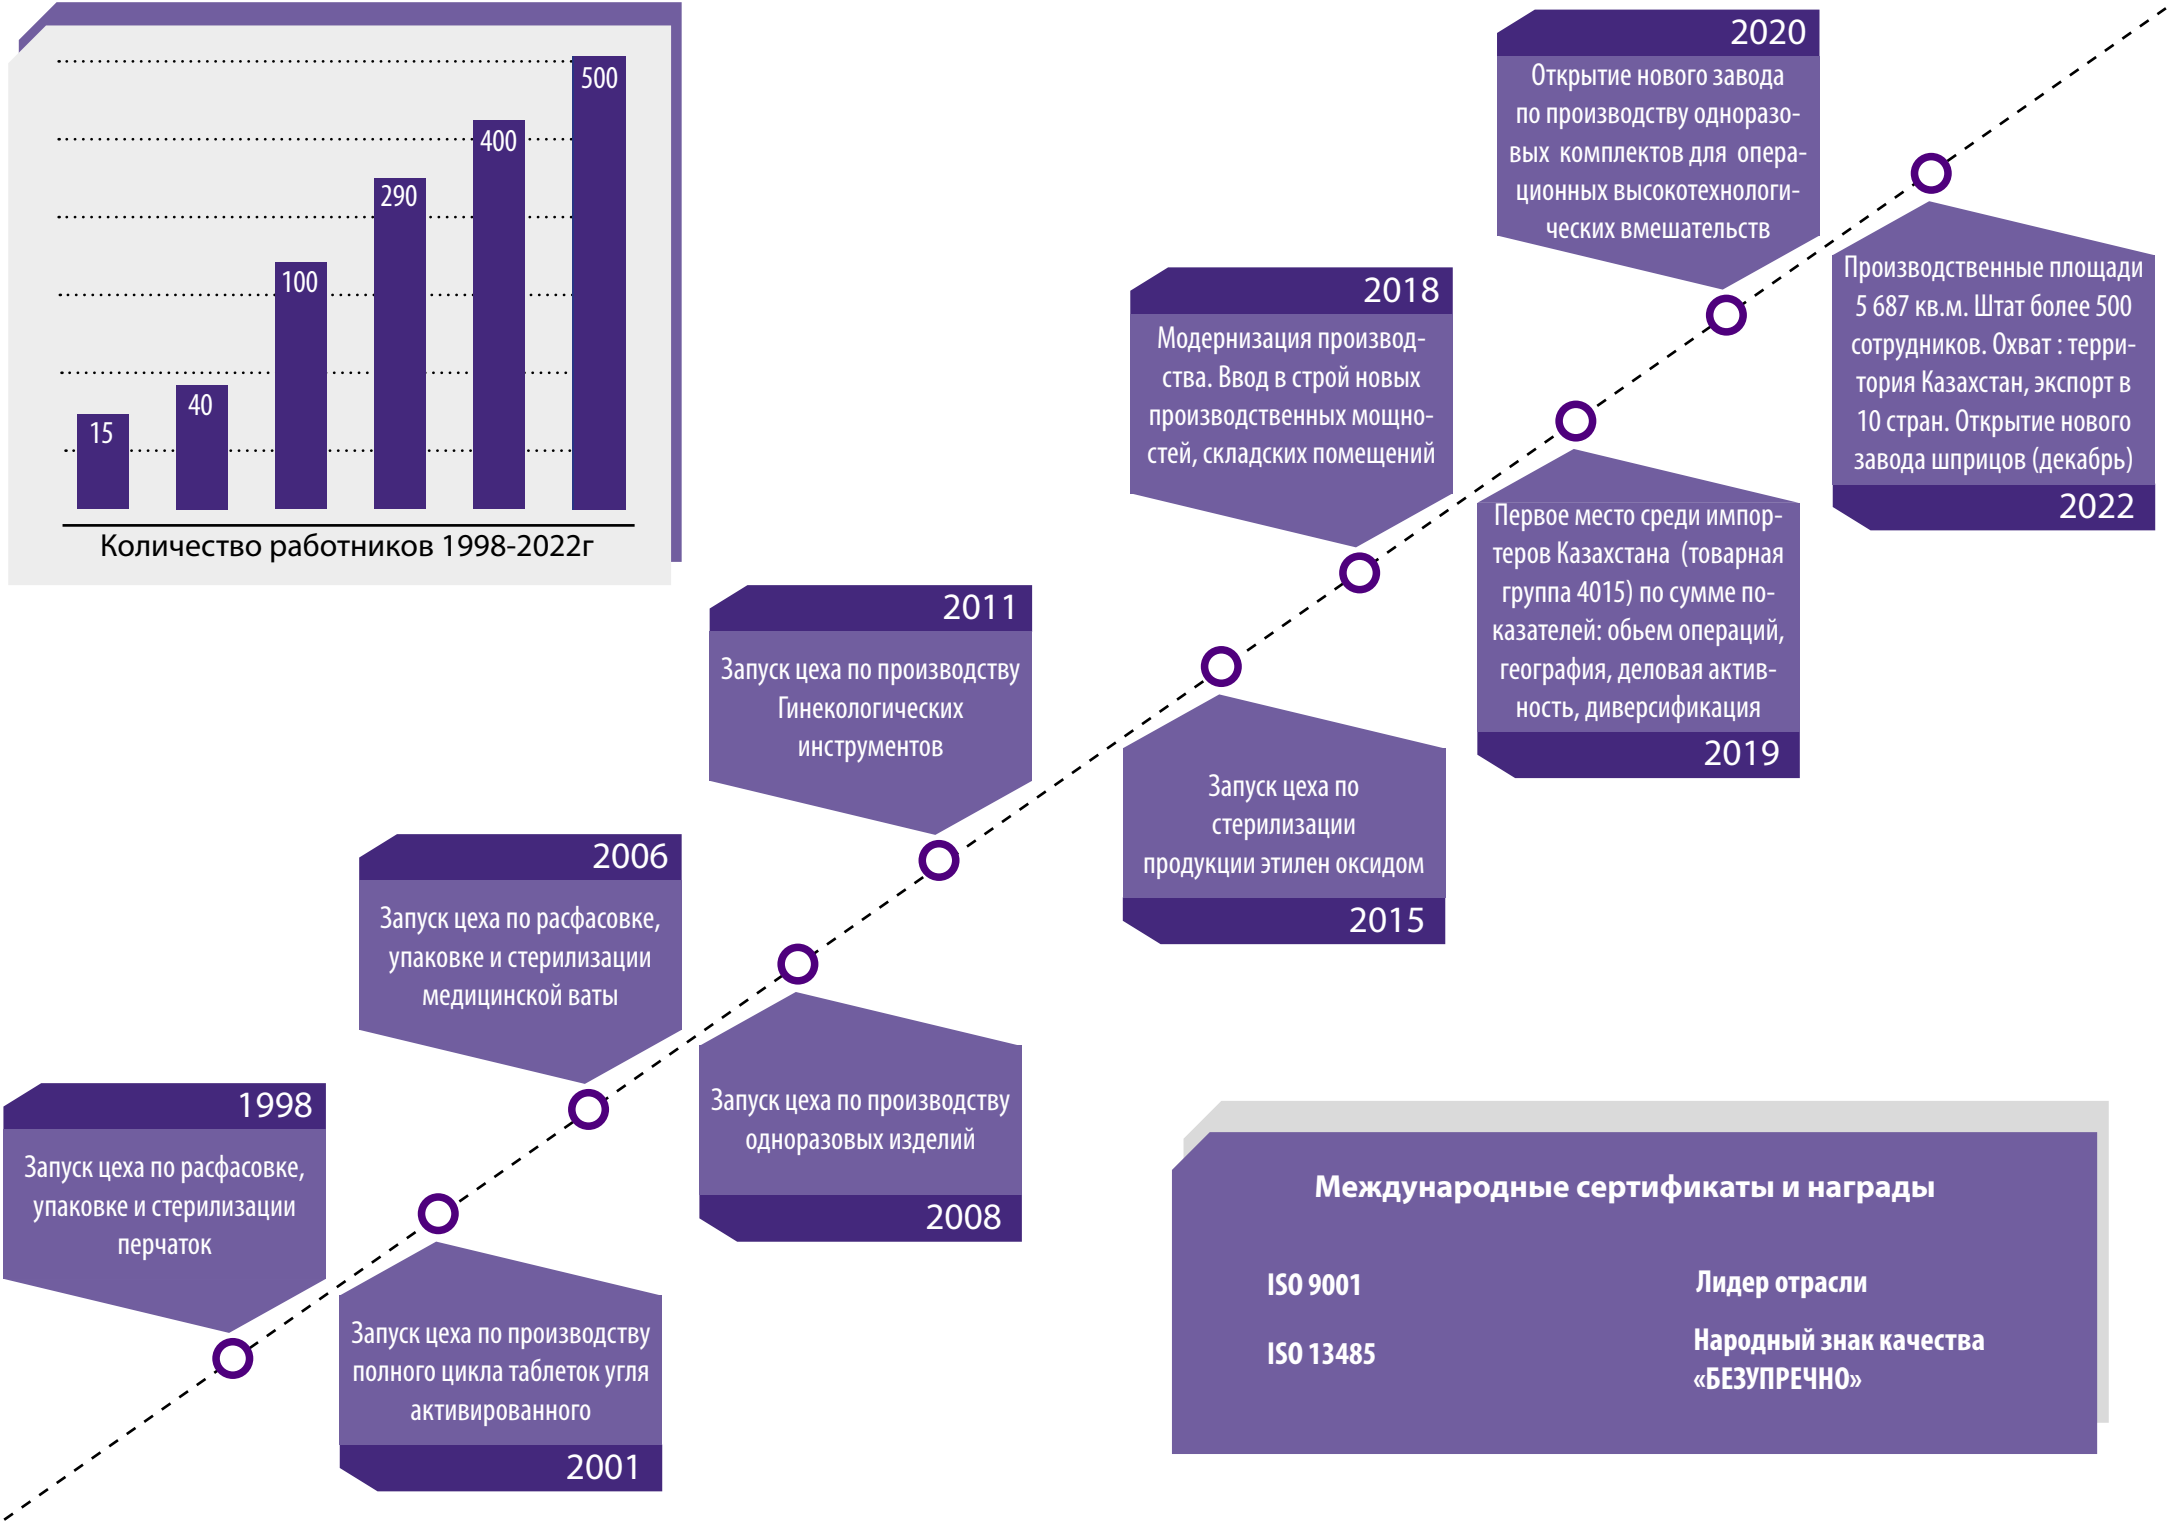 15
40
100
290
400
500
Количество работников 1998-2022г
1998
Запуск цеха по расфасовке,
упаковке и стерилизации
перчаток
Запуск цеха по производству
полного цикла таблеток угля
активированного
2001
2006
Запуск цеха по расфасовке,
упаковке и стерилизации
медицинской ваты
Запуск цеха по производству
одноразовых изделий
2008
2011
Запуск цеха по производству
Гинекологических
инструментов
Запуск цеха по
стерилизации
продукции этилен оксидом
2015
2018
Модернизация производ-
ства. Ввод в строй новых
производственных мощно-
стей, складских помещений
Первое место среди импор-
теров Казахстана (товарная
группа 4015) по сумме по-
казателей: обьем операций,
география, деловая актив-
ность, диверсификация
2019
2020
Открытие нового завода
по производству одноразо-
вых комплектов для опера-
ционных высокотехнологи-
ческих вмешательств
Производственные площади
5 687 кв.м. Штат более 500
сотрудников. Охват : терри-
тория Казахстан, экспорт в
10 стран. Открытие нового
завода шприцов (декабрь)
2022
Международные сертификаты и награды
ISO 9001
ISO 13485
Лидер отрасли
Народный знак качества
«БЕЗУПРЕЧНО»